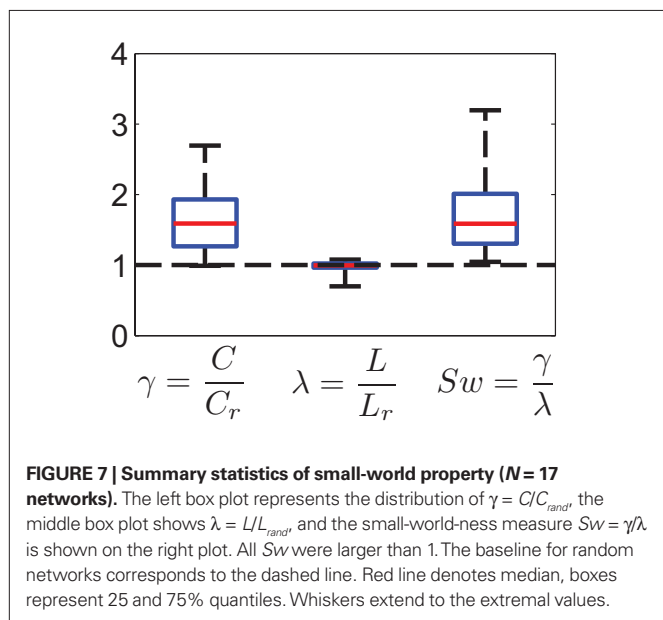 4
3
2
1
0
γ = C/C_r λ = L/L_r Sw = γ/λ
FIGURE 7 | Summary statistics of small-world property (N = 17
networks). The left box plot represents the distribution of γ = C/C_rand, the
middle box plot shows λ = L/L_rand, and the small-world-ness measure Sw = γ/λ
is shown on the right plot. All Sw were larger than 1. The baseline for random
networks corresponds to the dashed line. Red line denotes median, boxes
represent 25 and 75% quantiles. Whiskers extend to the extremal values.